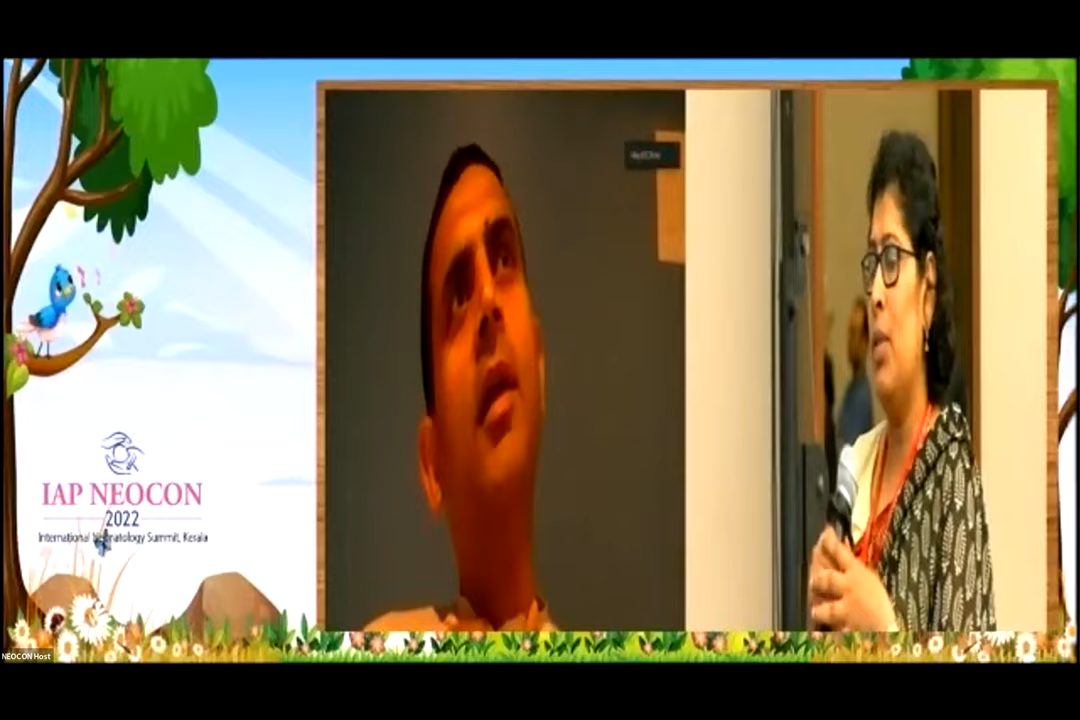 IAP NEOCON
2022
International Neonatology Summit, Kerala
NEOCON Host